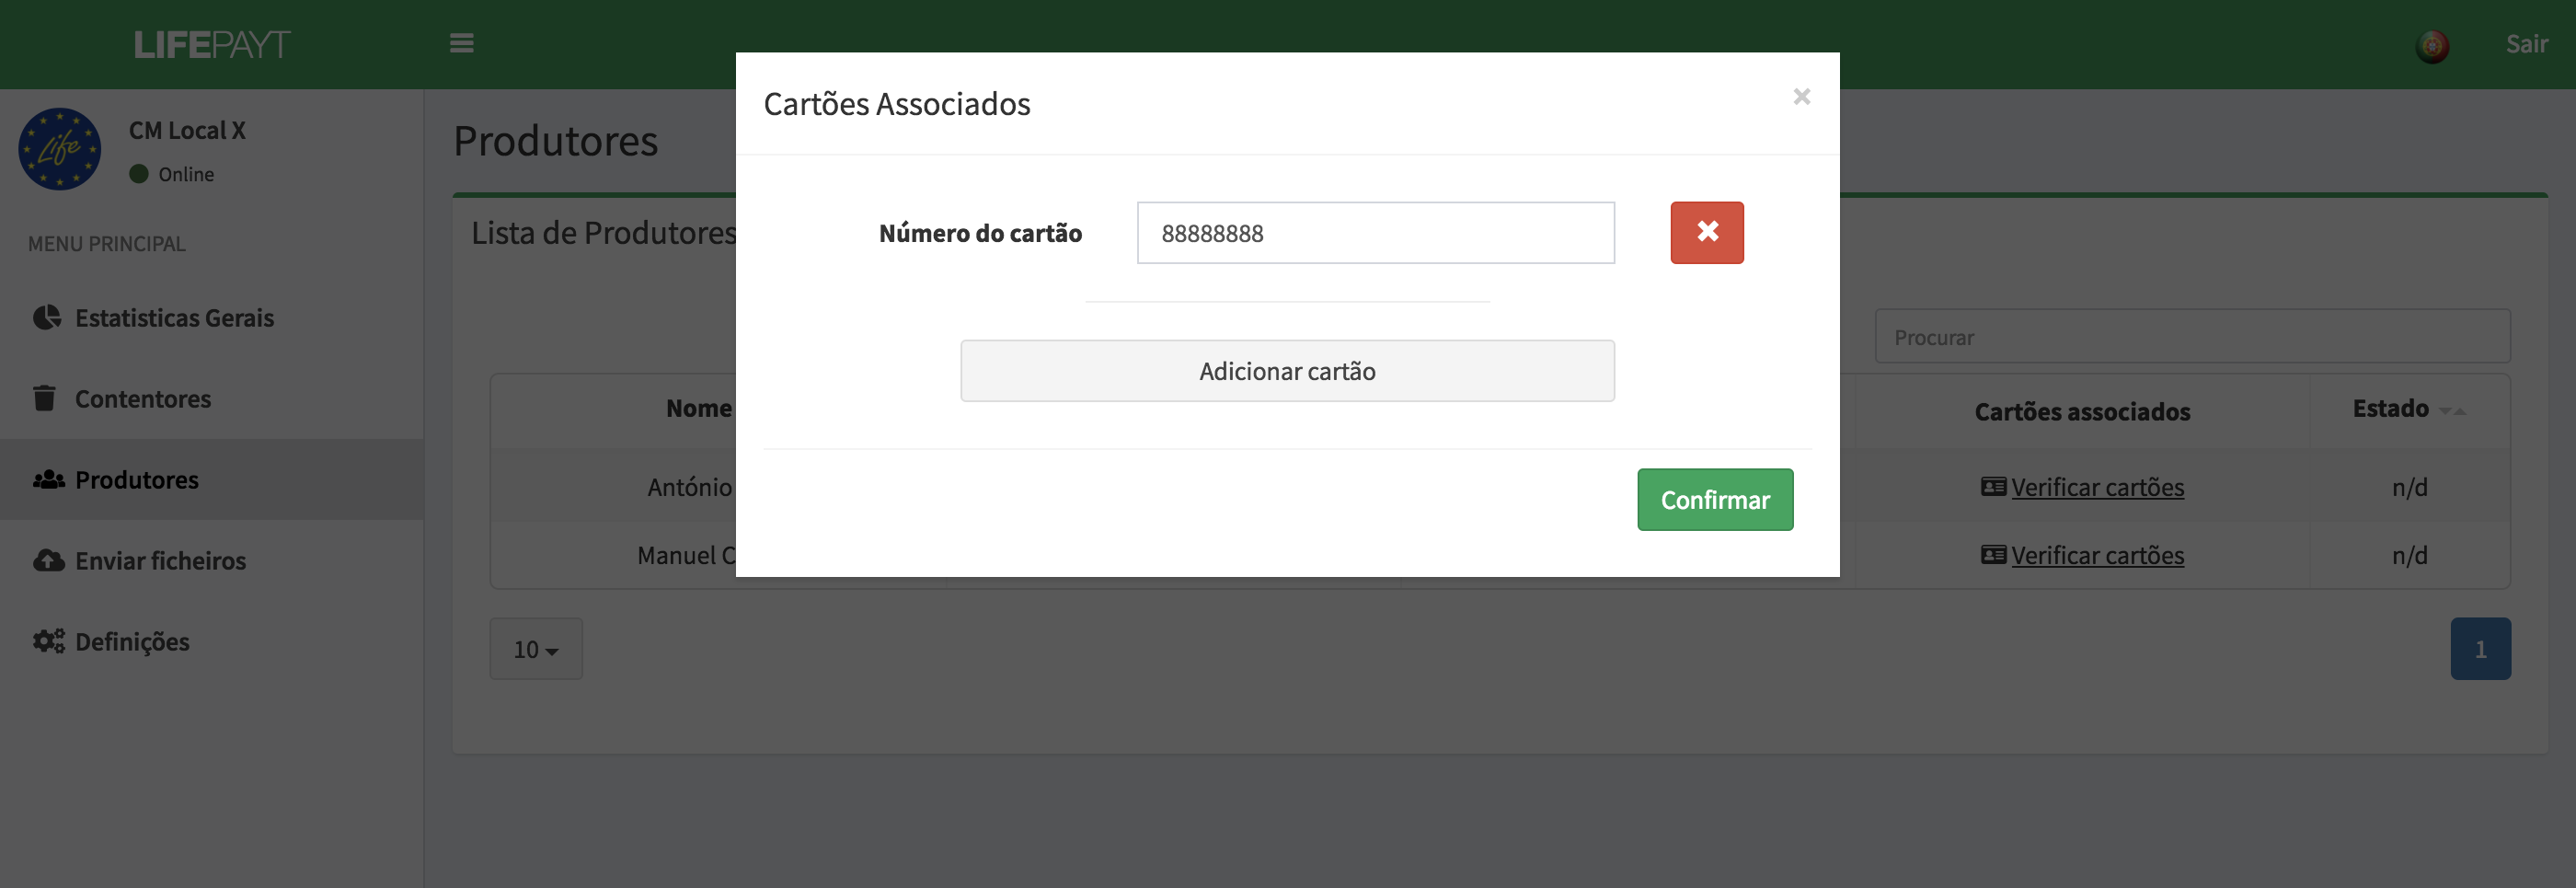 LIFEPAYT
Sair
Life
CM Local X
Online
MENU PRINCIPAL
Estatisticas Gerais
Contentores
Produtores
Enviar ficheiros
Definições
Produtores
Lista de Produtores
Procurar
Nome
Cartões associados
Estado
António
Verificar cartões
n/d
Manuel C
Verificar cartões
n/d
10
1
Cartões Associados
×
Número do cartão
88888888
Adicionar cartão
Confirmar